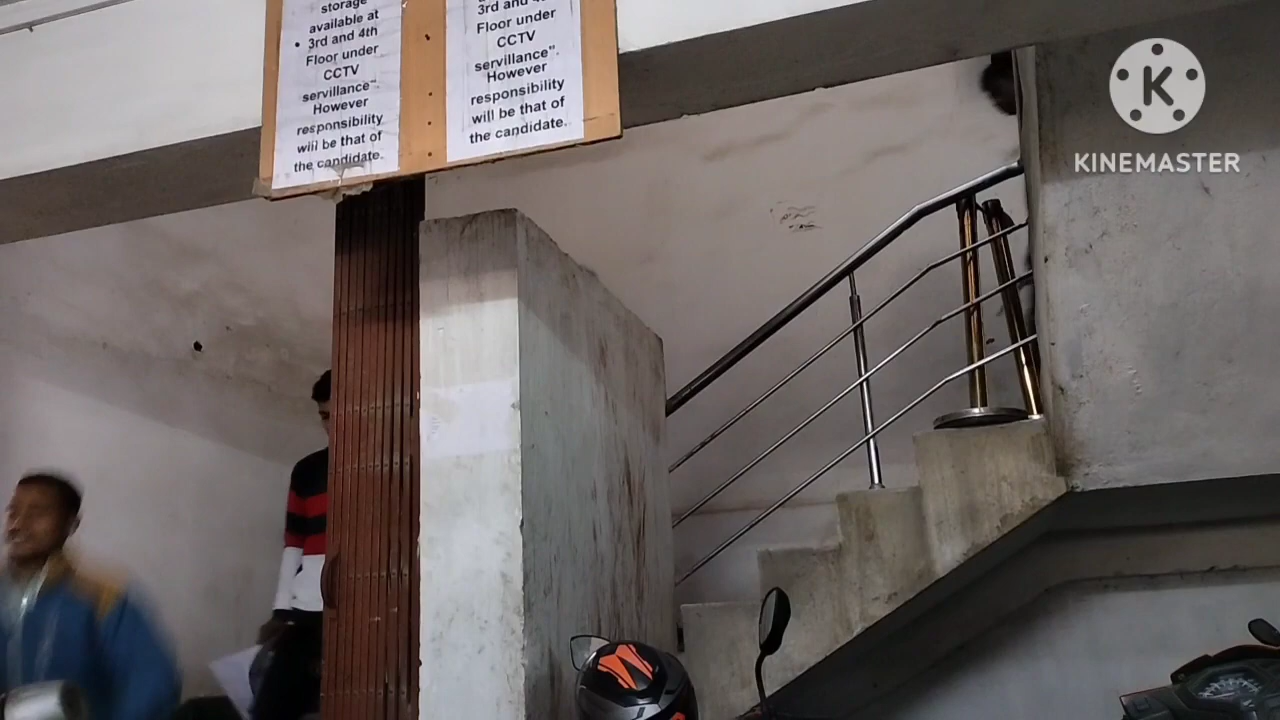 storage
available at
• 3rd and 4th
Floor under
CCTV
servillance".
However
responsibility
will be that of
the candidate.
3rd and
Floor under
CCTV
servillance".
However
responsibility
will be that of
the candidate.
K
KINEMASTER